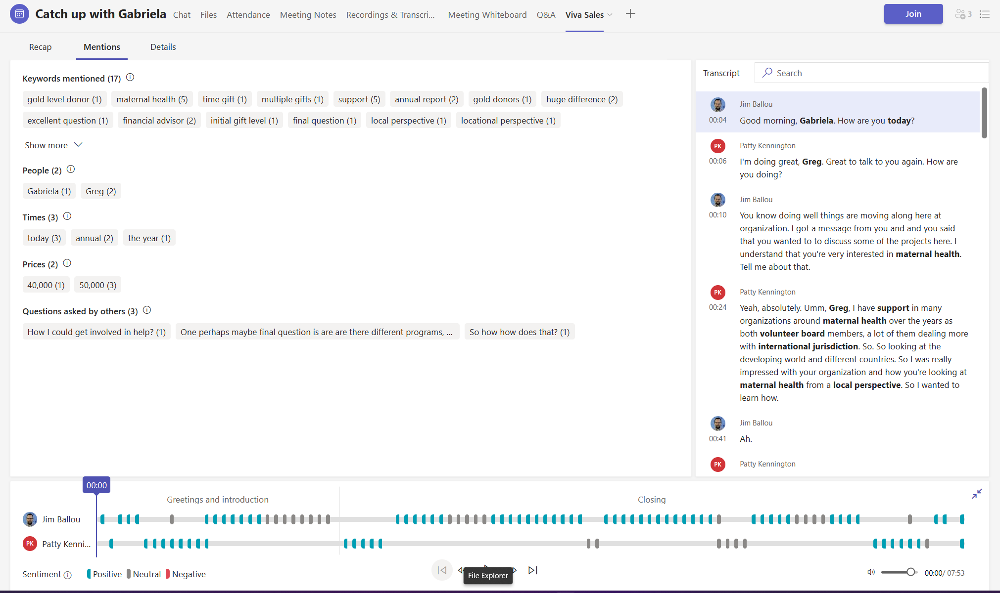 Catch up with Gabriela Chat Files Attendance Meeting Notes Recordings & Transcri... Meeting Whiteboard Q&A Viva Sales Join 3
Recap Mentions Details
Keywords mentioned (17)
gold level donor (1) maternal health (5) time gift (1) multiple gifts (1) support (5) annual report (2) gold donors (1) huge difference (2)
excellent question (1) financial advisor (2) initial gift level (1) final question (1) local perspective (1) locational perspective (1)
Show more
People (2)
Gabriela (1) Greg (2)
Times (3)
today (3) annual (2) the year (1)
Prices (2)
40,000 (1) 50,000 (3)
Questions asked by others (3)
How I could get involved in help? (1) One perhaps maybe final question is are are there different programs, ... So how how does that? (1)
Transcript Search
Jim Ballou
00:04 Good morning, Gabriela. How are you today?
PK Patty Kennington
00:06 I'm doing great, Greg. Great to talk to you again. How are
you doing?
Jim Ballou
00:10 You know doing well things are moving along here at
organization. I got a message from you and and you said
that you wanted to to discuss some of the projects here. I
understand that you're very interested in maternal health.
Tell me about that.
PK Patty Kennington
00:24 Yeah, absolutely. Umm, Greg, I have support in many
organizations around maternal health over the years as
both volunteer board members, a lot of them dealing more
with international jurisdiction. So. So looking at the
developing world and different countries. So I was really
impressed with your organization and how you're looking at
maternal health from a local perspective. So I wanted to
learn how.
Jim Ballou
00:41 Ah.
PK Patty Kennington
00:00
Greetings and introduction Closing
Jim Ballou
PK Patty Kenni...
Sentiment Positive Neutral Negative
File Explorer
00:00/ 07:53